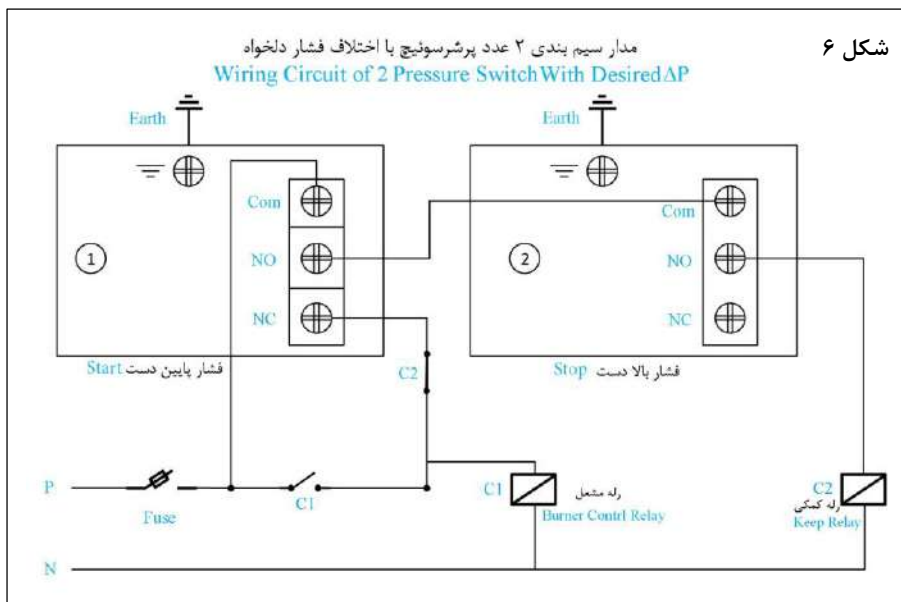 شکل ۶
مدار سیم بندی ۲ عدد پرشرسوئیچ با اختلاف فشار دلخواه
Wiring Circuit of 2 Pressure Switch With Desired ΔP
Earth
Earth
Com
Com
1
NO
2
NO
NC
NC
Start فشار پایین دست
Stop فشار بالا دست
C2
P
Fuse
C1
C1
رله مشعل
Burner Contrl Relay
C2
رله کمکی
Keep Relay
N